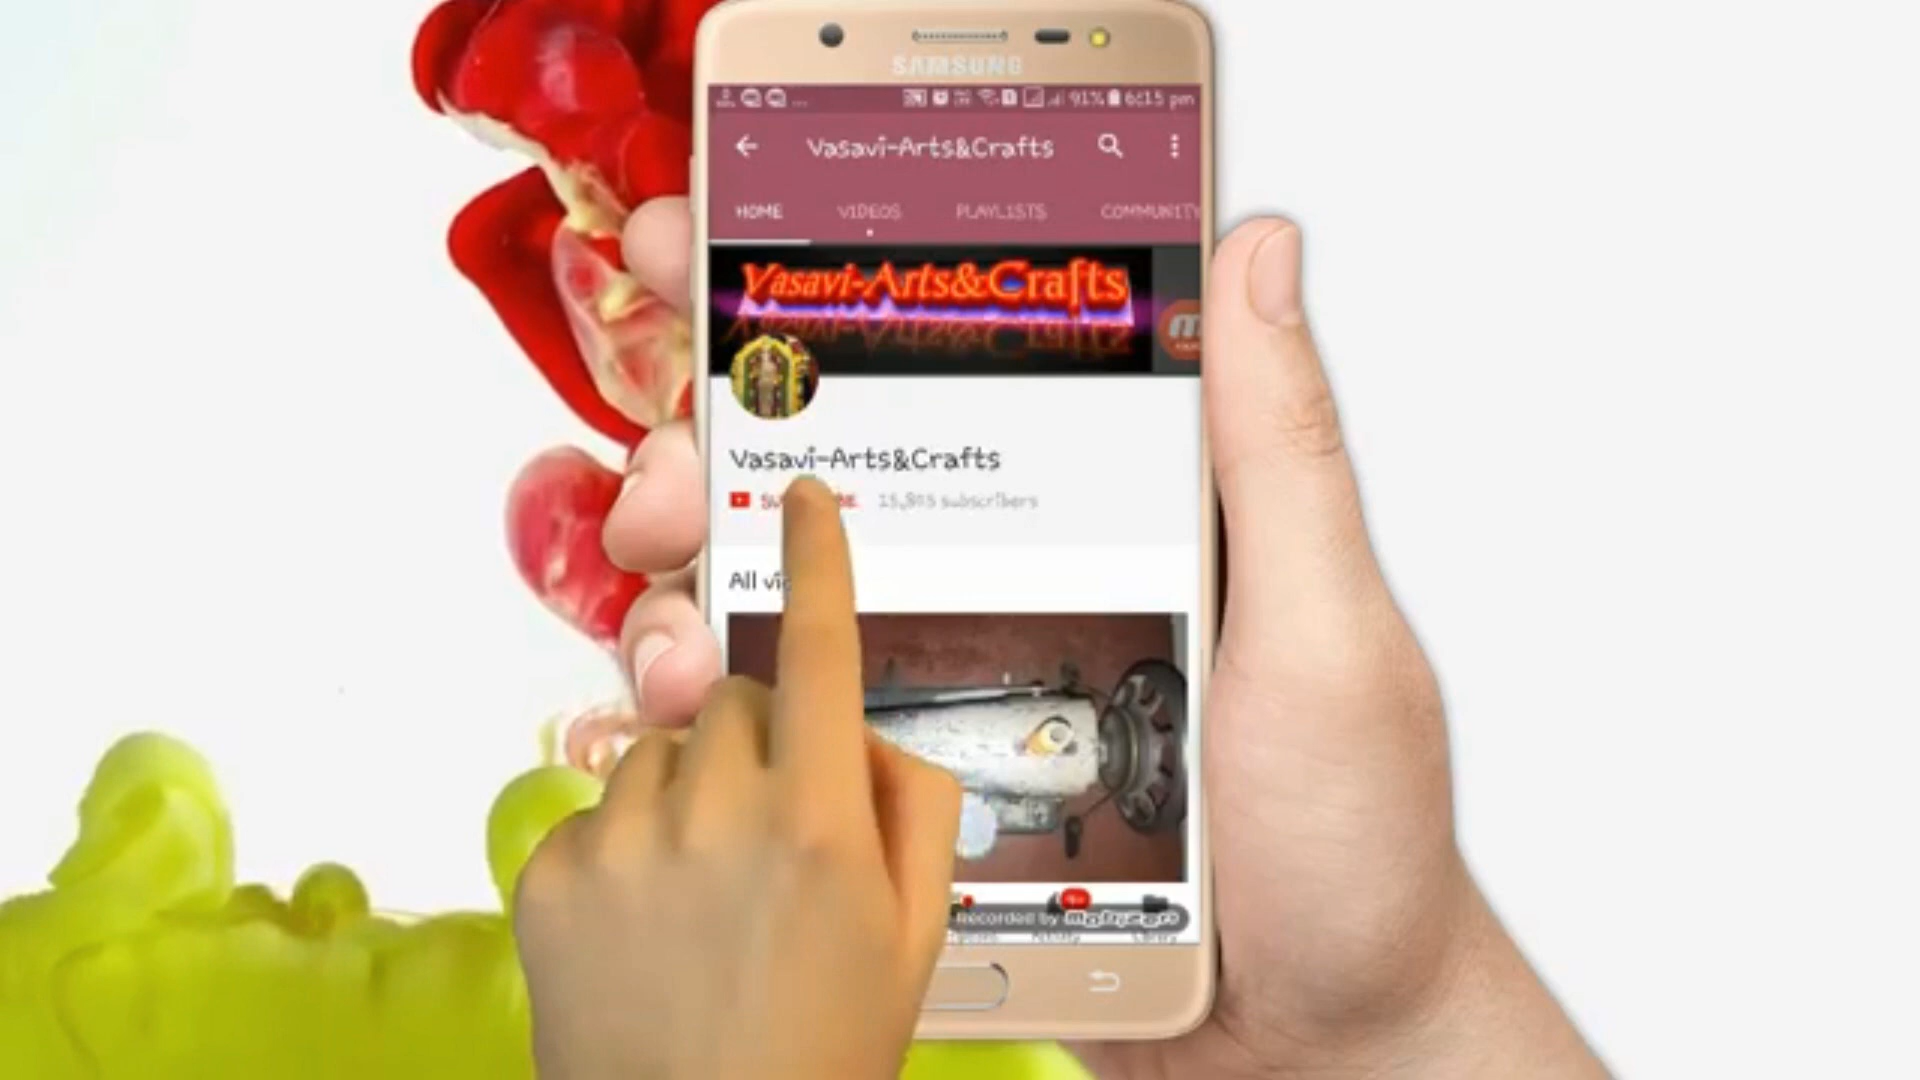 SAMSUNG
91% 6:15 pm
Vasavi-Arts&Crafts
HOME VIDEOS PLAYLISTS COMMUNITY
Vasavi-Arts&Crafts
Vasavi-Arts&Crafts
subscribers
All
Recorded by
Library